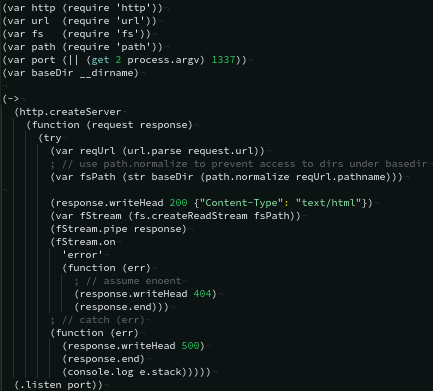 (var http (require 'http'))
(var url  (require 'url'))
(var fs   (require 'fs'))
(var path (require 'path'))
(var port (|| (get 2 process.argv) 1337))
(var baseDir __dirname)

(->
  (http.createServer
    (function (request response)
      (try
        (var reqUrl (url.parse request.url))
        ; // use path.normalize to prevent access to dirs under basedir
        (var fsPath (str baseDir (path.normalize reqUrl.pathname)))

        (response.writeHead 200 {"Content-Type": "text/html"})
        (var fStream (fs.createReadStream fsPath))
        (fStream.pipe response)
        (fStream.on
          'error'
          (function (err)
            ; // assume enoent
            (response.writeHead 404)
            (response.end)))
        ; // catch (err)
        (function (err)
          (response.writeHead 500)
          (response.end)
          (console.log e.stack)))))
  (.listen port))